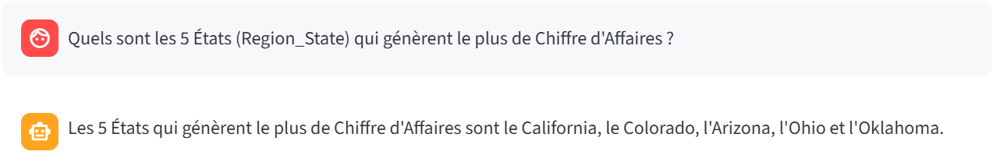 Quels sont les 5 États (Region_State) qui génèrent le plus de Chiffre d'Affaires ?
Les 5 États qui génèrent le plus de Chiffre d'Affaires sont le California, le Colorado, l'Arizona, l'Ohio et l'Oklahoma.